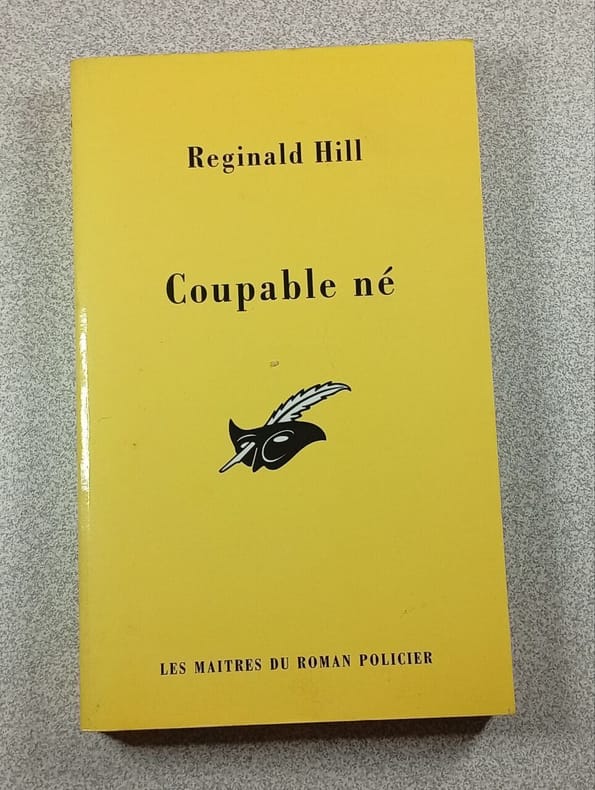 Reginald Hill
Coupable né
LES MAITRES DU ROMAN POLICIER